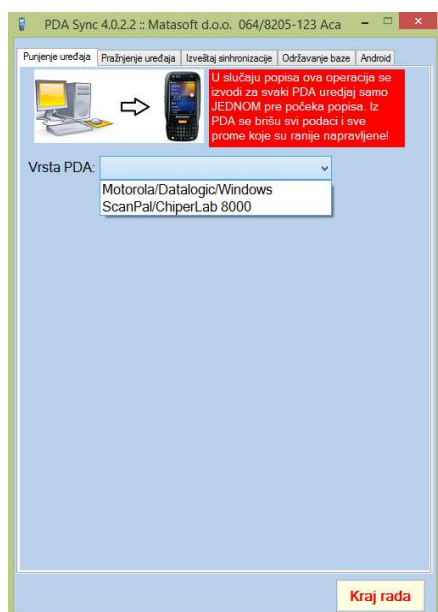 PDA Sync 4.0.2.2 :: Matasoft d.o.o. 064/8205-123 Aca
Punjenje uređaja Pražnjenje uređaja Izveštaj sinhronizacije Održavanje baze Android
U slučaju popisa ova operacija se
izvodi za svaki PDA uredjaj samo
JEDNOM pre početka popisa. Iz
PDA se brišu svi podaci i sve
prome koje su ranije napravljene!
Vrsta PDA:
Motorola/Datalogic/Windows
ScanPal/ChiperLab 8000
Kraj rada